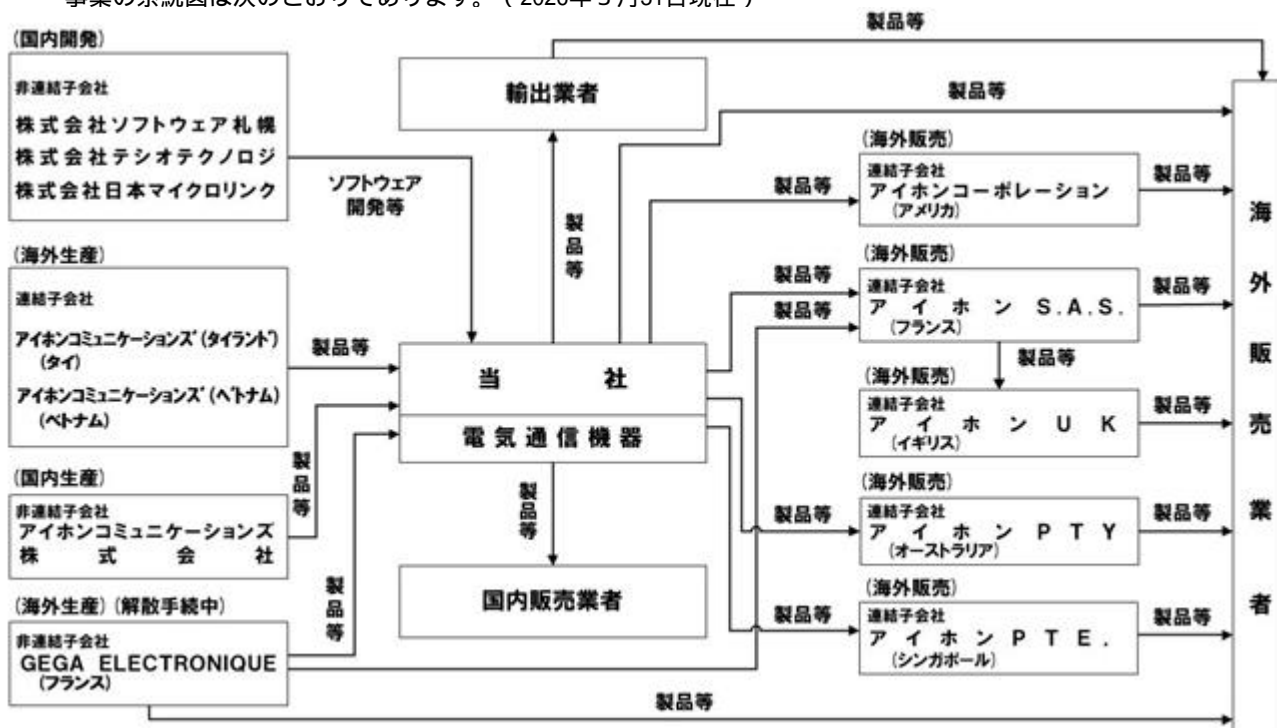 事業の系統図は次のとおりであります。（2020年３月31日現在）
製品等
(国内開発)
非連結子会社
株式会社ソフトウェア札幌
株式会社テシオテクノロジ
株式会社日本マイクロリンク
ソフトウェア
開発等
輸出業者
製品等
製品等
(海外販売)
連結子会社
アイホンコーポレーション
(アメリカ)
製品等
製品等
(海外生産)
連結子会社
アイホンコミュニケーションズ(タイランド)
(タイ)
アイホンコミュニケーションズ(ベトナム)
(ベトナム)
製品等
当社
電気通信機器
(海外販売)
連結子会社
アイホン S.A.S.
(フランス)
製品等
製品等
製品等
製品等
(海外販売)
連結子会社
アイホン UK
(イギリス)
製品等
(国内生産)
非連結子会社
アイホンコミュニケーションズ
株式会社
製品等
製品等
国内販売業者
(海外販売)
連結子会社
アイホン PTY
(オーストラリア)
製品等
製品等
(海外生産) (解散手続中)
非連結子会社
GEGA ELECTRONIQUE
(フランス)
製品等
(海外販売)
連結子会社
アイホン PTE.
(シンガポール)
製品等
製品等
製品等
海外販売業者